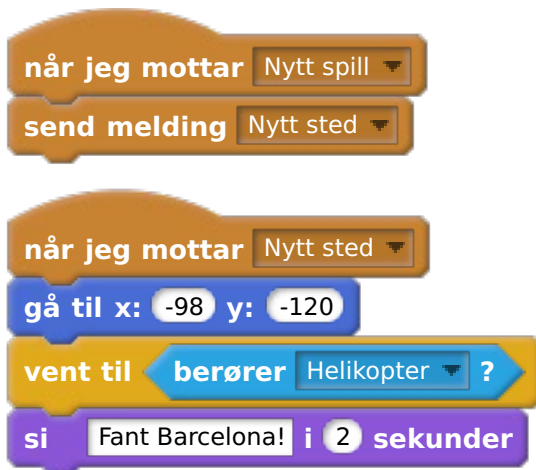 når jeg mottar Nytt spill
send melding Nytt sted
når jeg mottar Nytt sted
gå til x: -98 y: -120
vent til berører Helikopter ?
si Fant Barcelona! i 2 sekunder